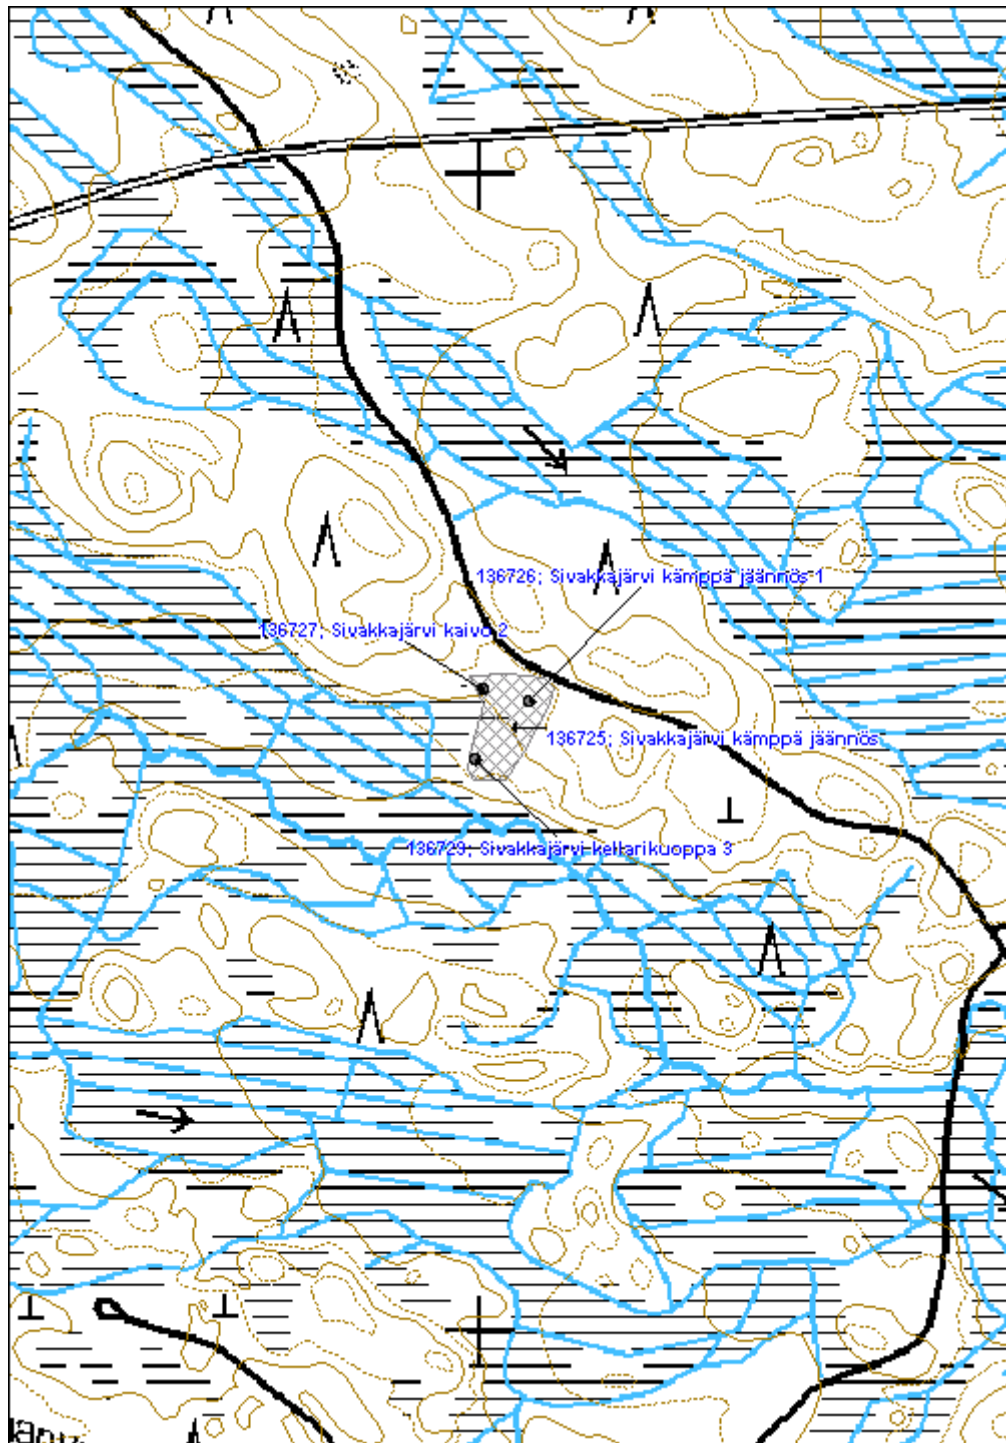 136726; Sivakkajärvi kämppä jäännös 1
136727; Sivakkajärvi kaivo 2
136725; Sivakkajärvi kämppä jäännös
136729; Sivakkajärvi kellarikuoppa 3